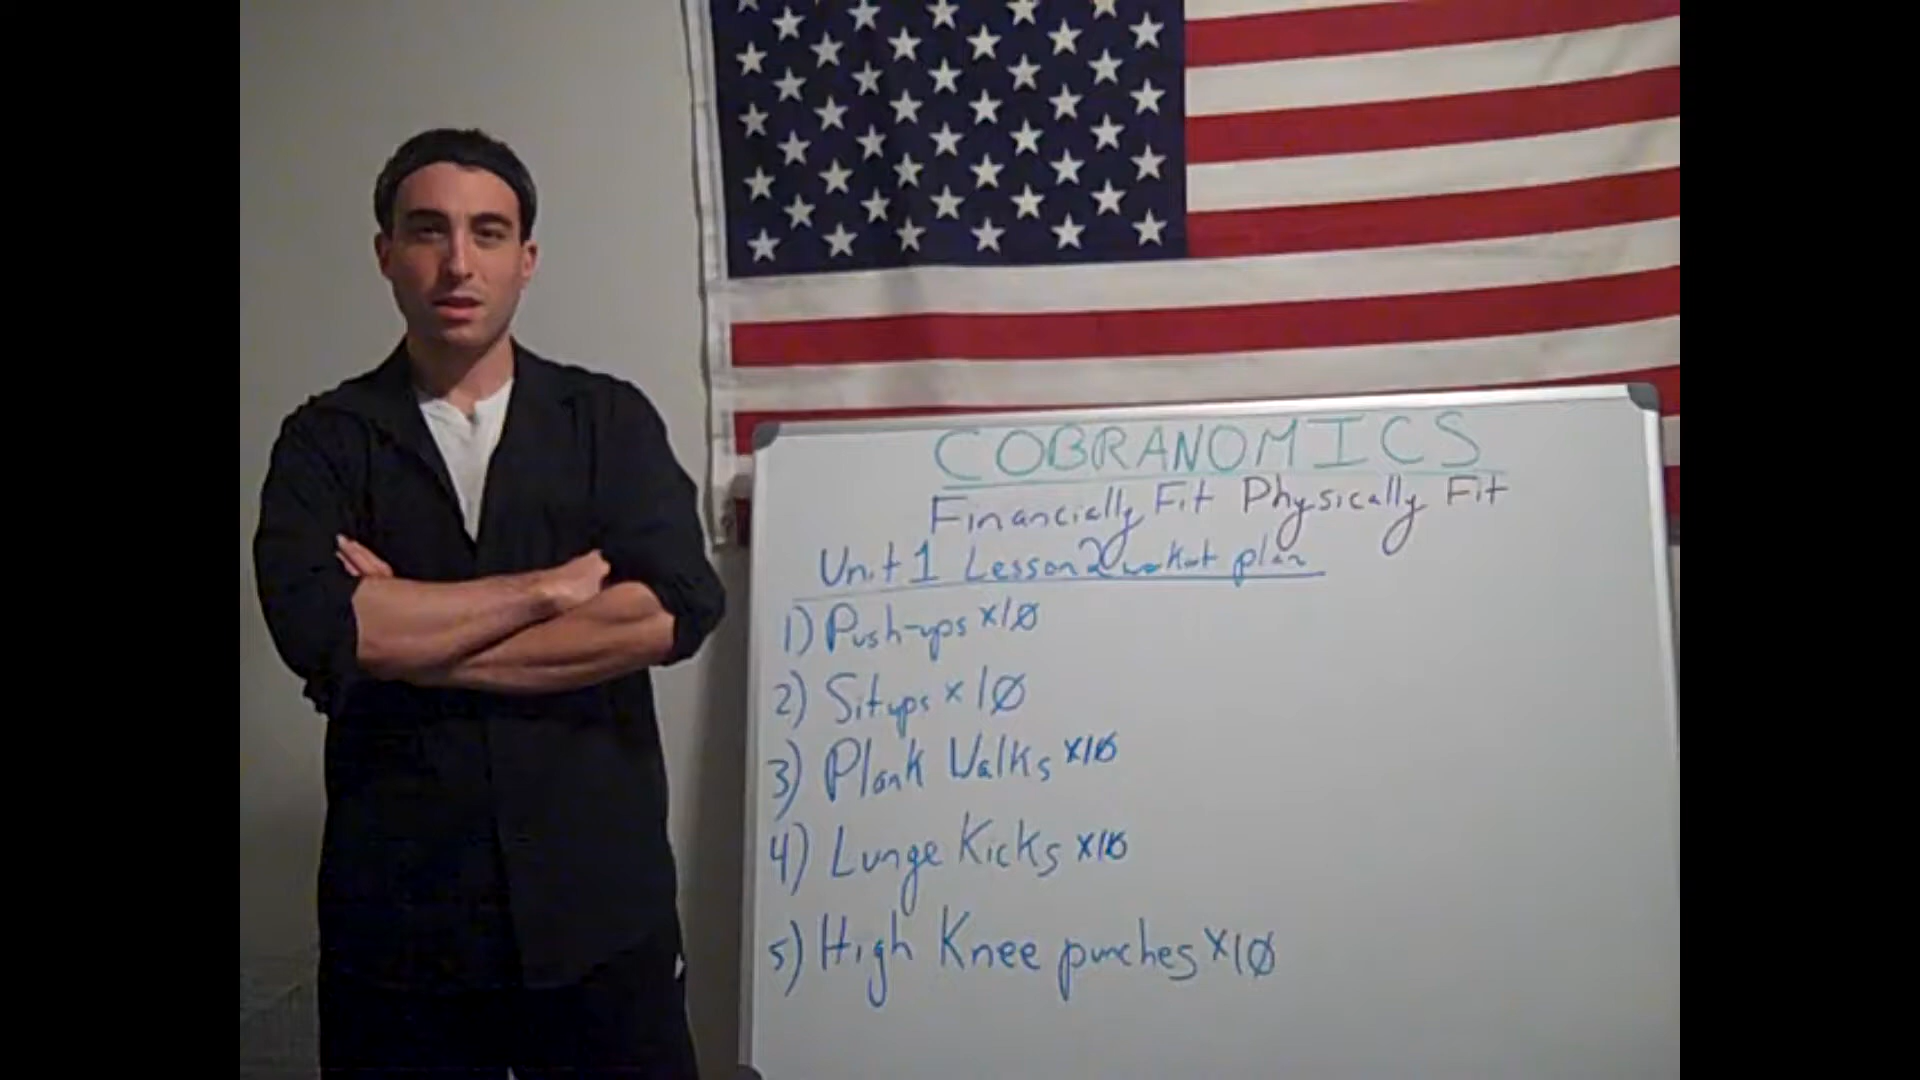 COBRANOMICS
Financially Fit Physically Fit
Unit 1 Lesson 2 workout plan
1) Push-ups x10
2) Situps x 10
3) Plank Walks x10
4) Lunge Kicks x10
5) High Knee punches x10